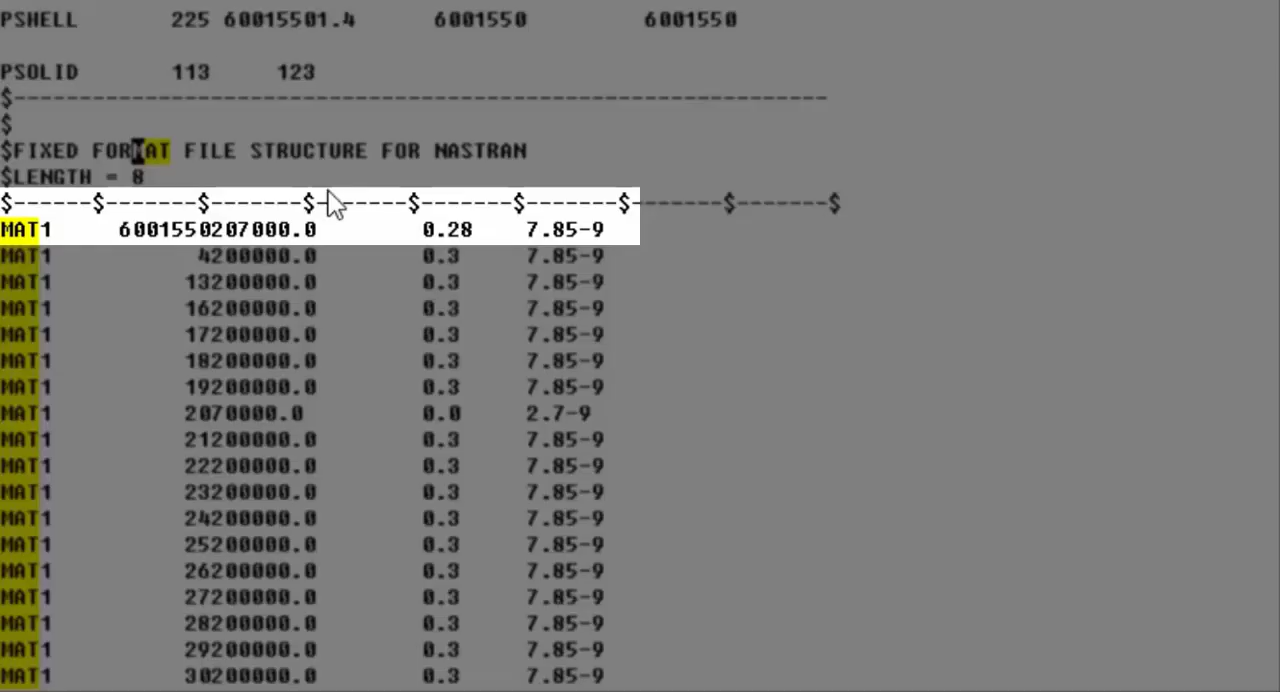 PSHELL       225 60015501.4      6001550         6001550
PSOLID       113     123
$--------------------------------------------------------------
$
$FIXED FORMAT FILE STRUCTURE FOR NASTRAN
$LENGTH = 8
$------$-------$-------$-------$-------$-------$-------$-------$
MAT1     6001550207000.0        0.28    7.85-9
MAT1           4200000.0        0.3     7.85-9
MAT1          13200000.0        0.3     7.85-9
MAT1          16200000.0        0.3     7.85-9
MAT1          17200000.0        0.3     7.85-9
MAT1          18200000.0        0.3     7.85-9
MAT1          19200000.0        0.3     7.85-9
MAT1          2070000.0         0.0     2.7-9
MAT1          21200000.0        0.3     7.85-9
MAT1          22200000.0        0.3     7.85-9
MAT1          23200000.0        0.3     7.85-9
MAT1          24200000.0        0.3     7.85-9
MAT1          25200000.0        0.3     7.85-9
MAT1          26200000.0        0.3     7.85-9
MAT1          27200000.0        0.3     7.85-9
MAT1          28200000.0        0.3     7.85-9
MAT1          29200000.0        0.3     7.85-9
MAT1          30200000.0        0.3     7.85-9